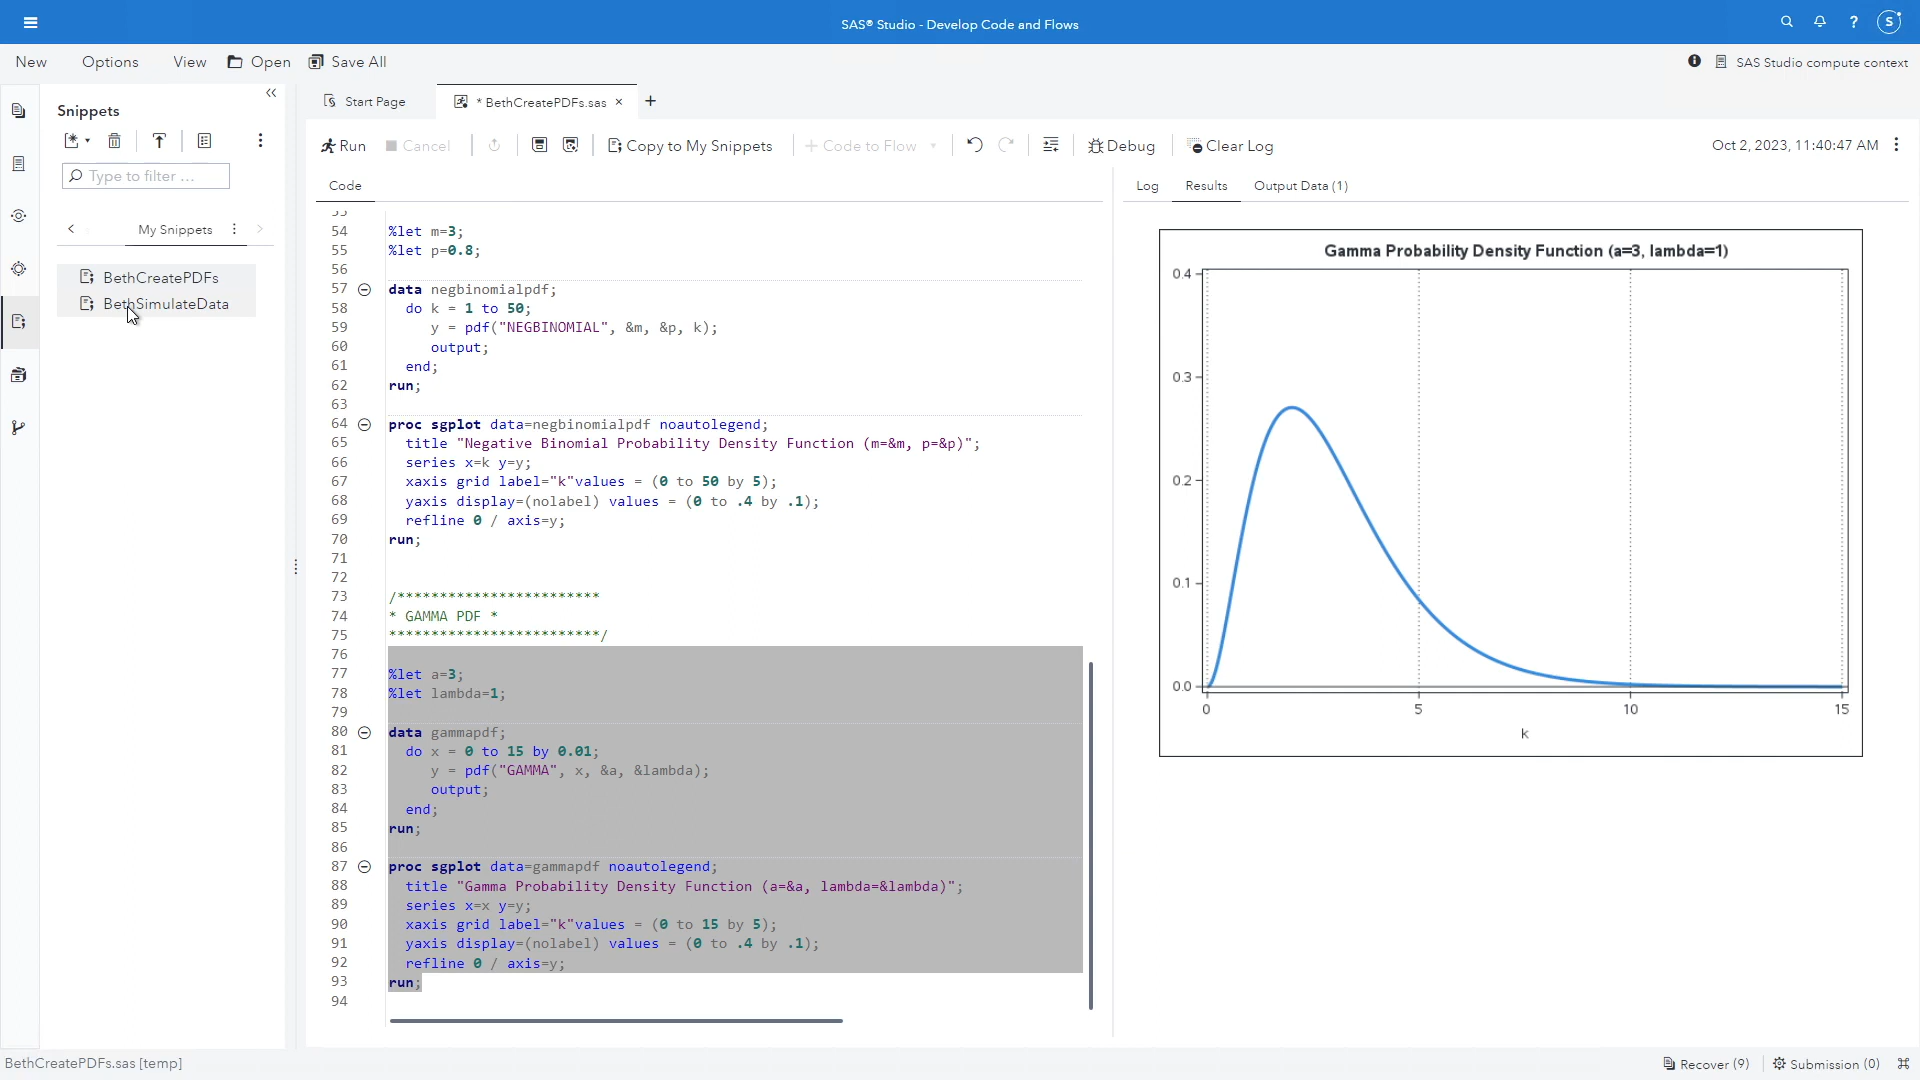 SAS® Studio - Develop Code and Flows
S
New
Options
View
Open
Save All
SAS Studio compute context
Snippets
Type to filter ...
My Snippets
BethCreatePDFs
BethSimulateData
Start Page
* BethCreatePDFs.sas
Run
Cancel
Copy to My Snippets
Code to Flow
Debug
Clear Log
Oct 2, 2023, 11:40:47 AM
Code
54 %let m=3;
55 %let p=0.8;
56
57 data negbinomialpdf;
58 do k = 1 to 50;
59 y = pdf("NEGBINOMIAL", &m, &p, k);
60 output;
61 end;
62 run;
63
64 proc sgplot data=negbinomialpdf noautolegend;
65 title "Negative Binomial Probability Density Function (m=&m, p=&p)";
66 series x=k y=y;
67 xaxis grid label="k"values = (0 to 50 by 5);
68 yaxis display=(nolabel) values = (0 to .4 by .1);
69 refline 0 / axis=y;
70 run;
71
72
73 /************************
74 * GAMMA PDF *
75 *************************/
76
77 %let a=3;
78 %let lambda=1;
79
80 data gammapdf;
81 do x = 0 to 15 by 0.01;
82 y = pdf("GAMMA", x, &a, &lambda);
83 output;
84 end;
85 run;
86
87 proc sgplot data=gammapdf noautolegend;
88 title "Gamma Probability Density Function (a=&a, lambda=&lambda)";
89 series x=x y=y;
90 xaxis grid label="k"values = (0 to 15 by 5);
91 yaxis display=(nolabel) values = (0 to .4 by .1);
92 refline 0 / axis=y;
93 run;
94
Log
Results
Output Data (1)
Gamma Probability Density Function (a=3, lambda=1)
0.4
0.3
0.2
0.1
0.0
0 5 10 15
k
BethCreatePDFs.sas [temp]
Recover (9)
Submission (0)